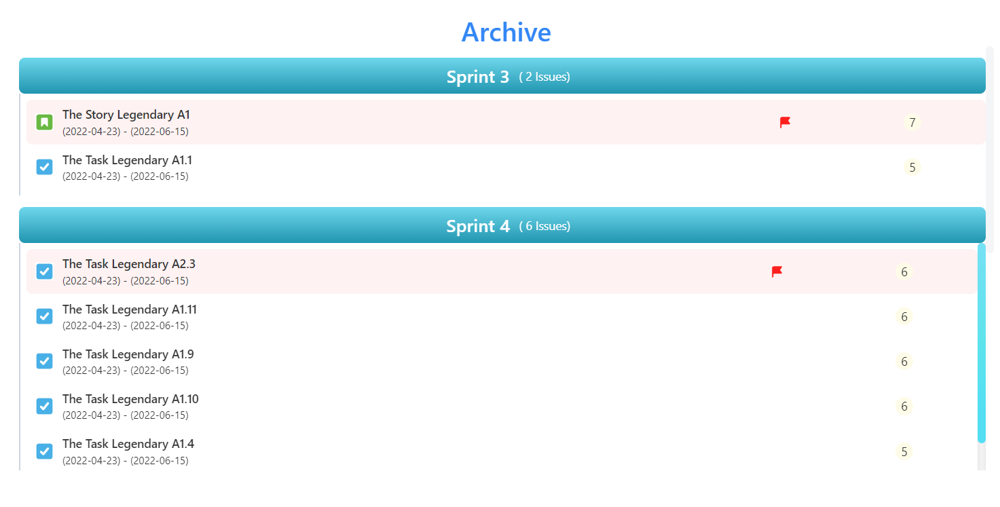 Archive
Sprint 3 ( 2 Issues)
The Story Legendary A1
(2022-04-23) - (2022-06-15)
7
The Task Legendary A1.1
(2022-04-23) - (2022-06-15)
5
Sprint 4 ( 6 Issues)
The Task Legendary A2.3
(2022-04-23) - (2022-06-15)
6
The Task Legendary A1.11
(2022-04-23) - (2022-06-15)
6
The Task Legendary A1.9
(2022-04-23) - (2022-06-15)
6
The Task Legendary A1.10
(2022-04-23) - (2022-06-15)
6
The Task Legendary A1.4
(2022-04-23) - (2022-06-15)
5